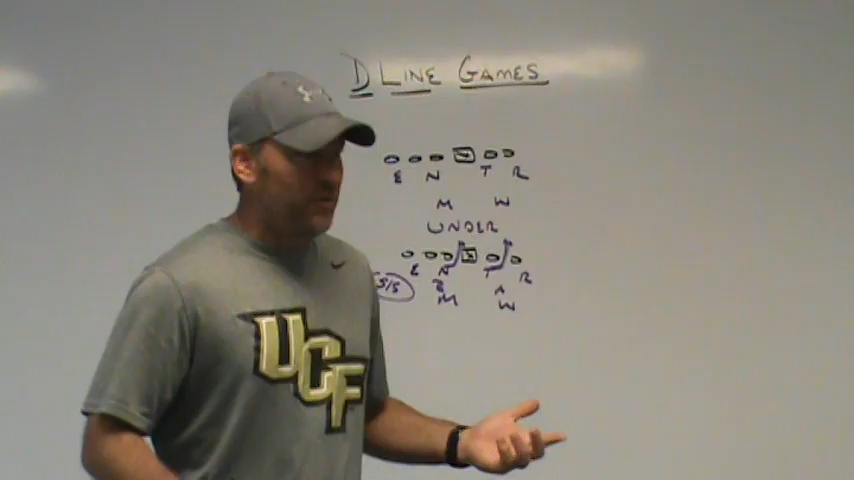 D LINE GAMES
E N T R
M W
UNDER
E N T R
B A
M W
S/S
UCF